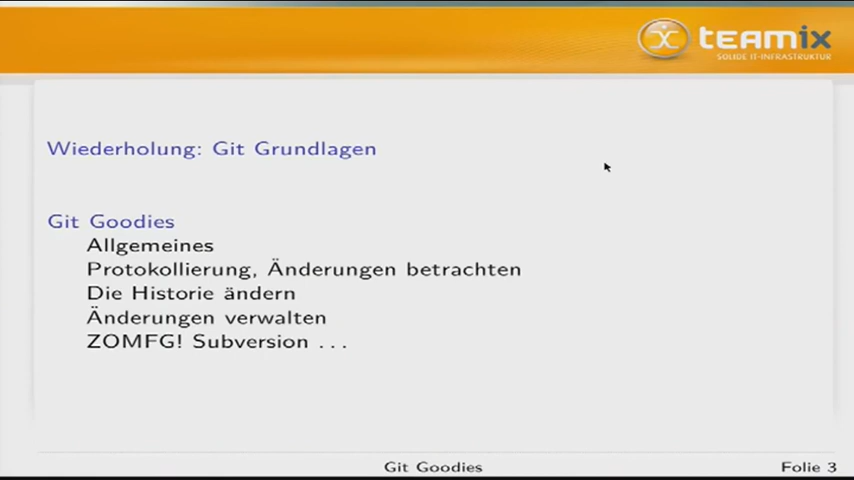 teamix
SOLIDE IT-INFRASTRUKTUR
Wiederholung: Git Grundlagen
Git Goodies
Allgemeines
Protokollierung, Änderungen betrachten
Die Historie ändern
Änderungen verwalten
ZOMFG! Subversion ...
Git Goodies
Folie 3